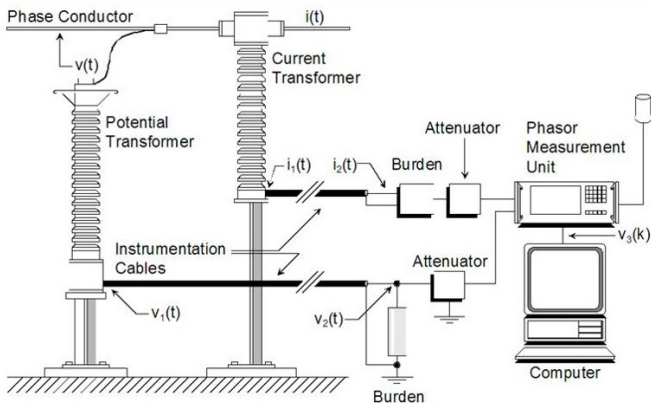 Phase Conductor
i(t)
v(t)
Current
Transformer
Potential
Transformer
i₁(t)
i₂(t)
Burden
Attenuator
Phasor
Measurement
Unit
v₃(k)
Instrumentation
Cables
Attenuator
v₁(t)
v₂(t)
Burden
Computer